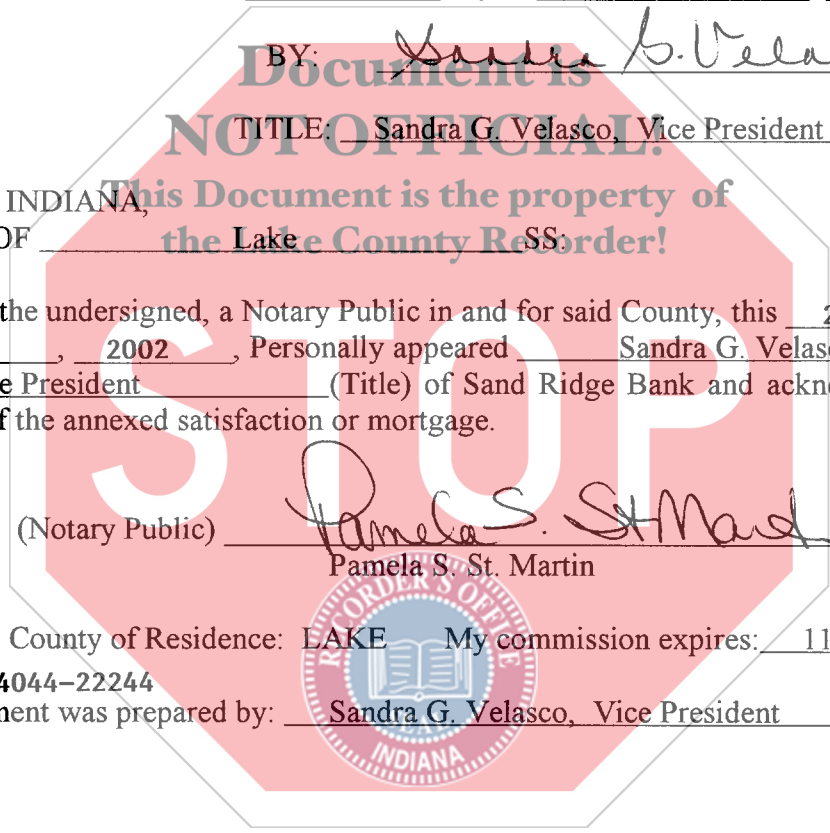 BY: Sandra G. Vela
Document is
TITLE: Sandra G. Velasco, Vice President
NOT OFFICIAL!
INDIANA,
This Document is the property of
OF Lake SS:
the Lake County Recorder!
the undersigned, a Notary Public in and for said County, this 2
, 2002 , Personally appeared Sandra G. Velas
e President (Title) of Sand Ridge Bank and ackno
f the annexed satisfaction or mortgage.
STOP
(Notary Public) Pamela S. St. Mart
Pamela S. St. Martin
RECORDER'S OFFICE
County of Residence: LAKE My commission expires: 11
4044-22244
ment was prepared by: Sandra G. Velasco, Vice President
INDIANA